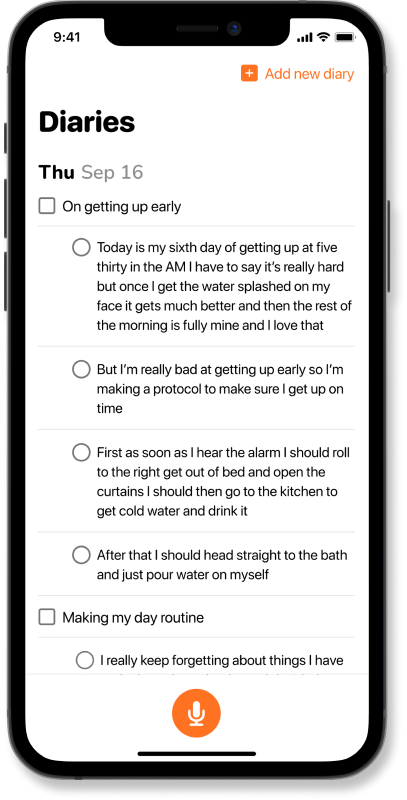 9:41
Add new diary
Diaries
Thu Sep 16
On getting up early
Today is my sixth day of getting up at five
thirty in the AM I have to say it's really hard
but once I get the water splashed on my
face it gets much better and then the rest of
the morning is fully mine and I love that
But I'm really bad at getting up early so I'm
making a protocol to make sure I get up on
time
First as soon as I hear the alarm I should roll
to the right get out of bed and open the
curtains I should then go to the kitchen to
get cold water and drink it
After that I should head straight to the bath
and just pour water on myself
Making my day routine
I really keep forgetting about things I have